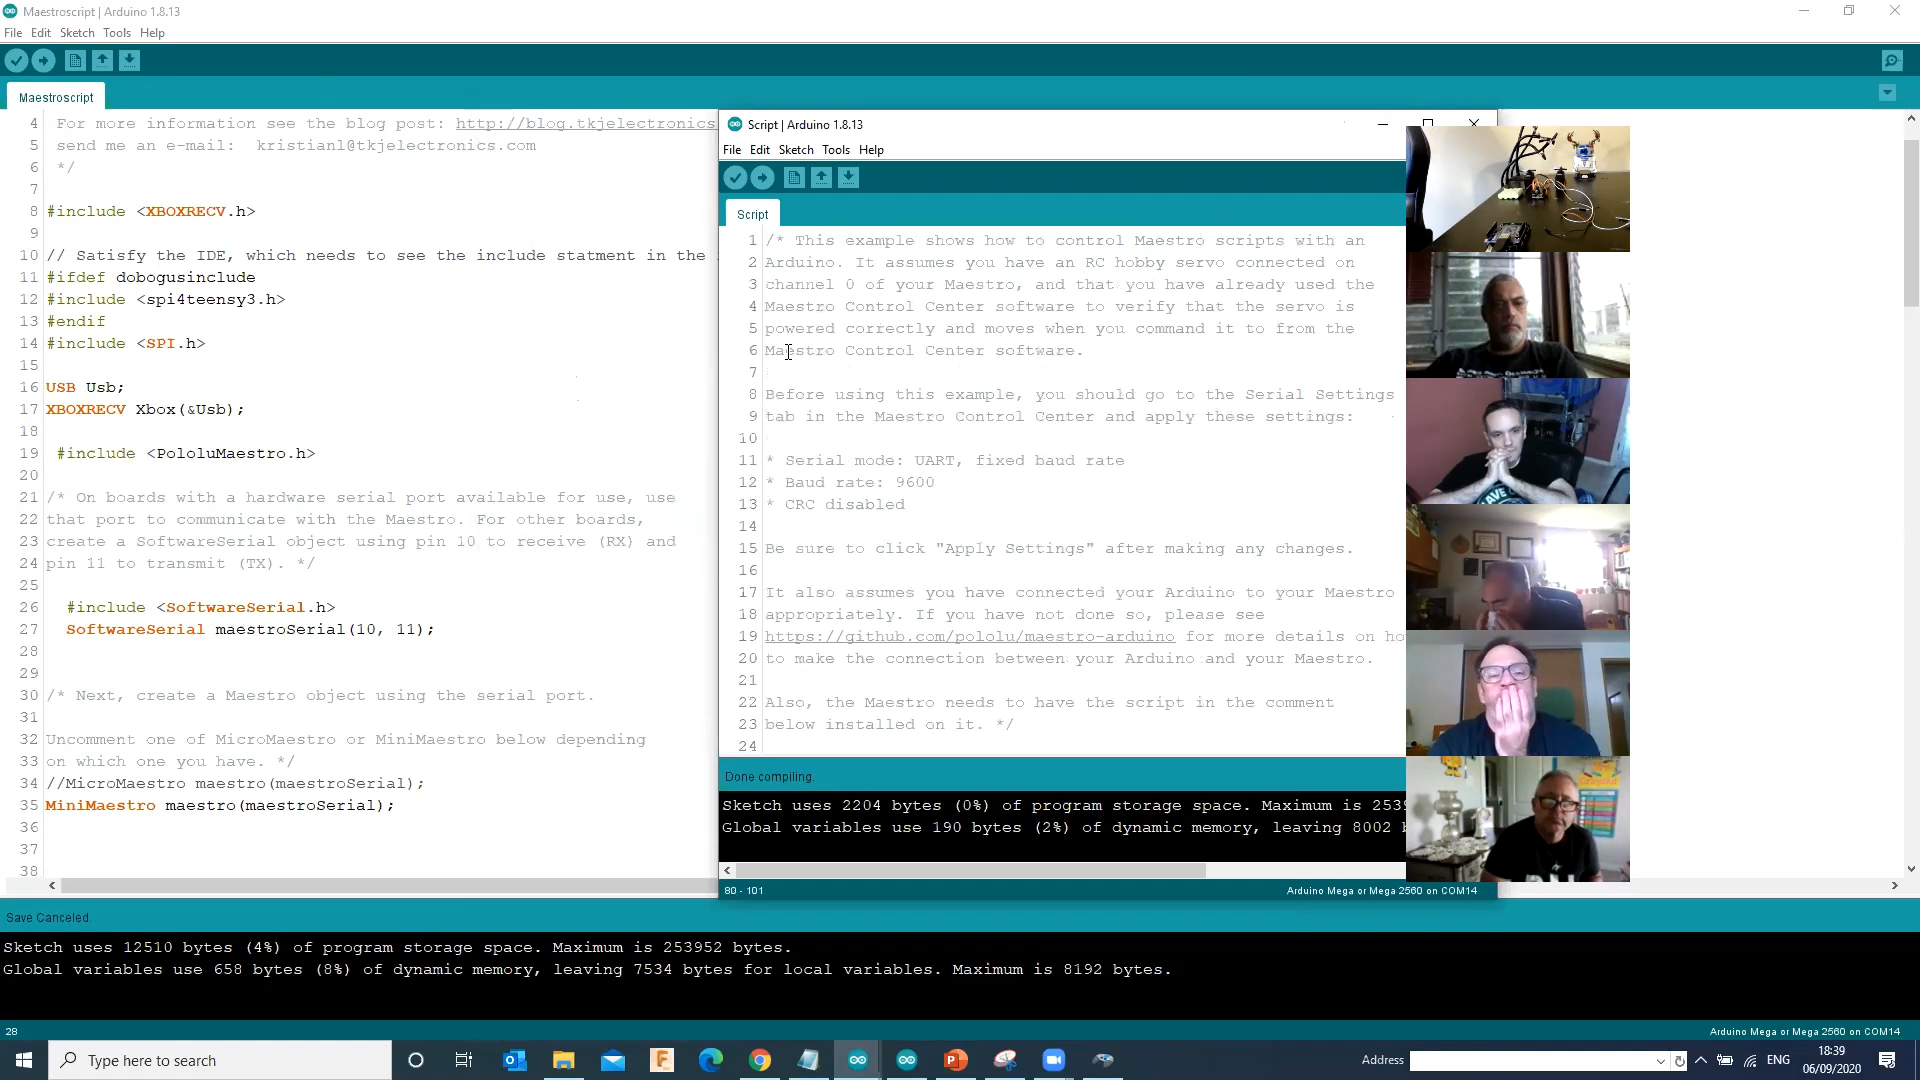 Maestroscript | Arduino 1.8.13
File Edit Sketch Tools Help
Maestroscript
4 For more information see the blog post: http://blog.tkjelectronics
5 send me an e-mail: kristianl@tkjelectronics.com
6 */
7
8 #include <XBOXRECV.h>
9
10 // Satisfy the IDE, which needs to see the include statment in the
11 #ifdef dobogusinclude
12 #include <spi4teensy3.h>
13 #endif
14 #include <SPI.h>
15
16 USB Usb;
17 XBOXRECV Xbox(&Usb);
18
19 #include <PololuMaestro.h>
20
21 /* On boards with a hardware serial port available for use, use
22 that port to communicate with the Maestro. For other boards,
23 create a SoftwareSerial object using pin 10 to receive (RX) and
24 pin 11 to transmit (TX). */
25
26 #include <SoftwareSerial.h>
27 SoftwareSerial maestroSerial(10, 11);
28
29
30 /* Next, create a Maestro object using the serial port.
31
32 Uncomment one of MicroMaestro or MiniMaestro below depending
33 on which one you have. */
34 //MicroMaestro maestro(maestroSerial);
35 MiniMaestro maestro(maestroSerial);
36
37
38
Script | Arduino 1.8.13
File Edit Sketch Tools Help
Script
1 /* This example shows how to control Maestro scripts with an
2 Arduino. It assumes you have an RC hobby servo connected on
3 channel 0 of your Maestro, and that you have already used the
4 Maestro Control Center software to verify that the servo is
5 powered correctly and moves when you command it to from the
6 Maestro Control Center software.
7
8 Before using this example, you should go to the Serial Settings
9 tab in the Maestro Control Center and apply these settings:
10
11 * Serial mode: UART, fixed baud rate
12 * Baud rate: 9600
13 * CRC disabled
14
15 Be sure to click "Apply Settings" after making any changes.
16
17 It also assumes you have connected your Arduino to your Maestro
18 appropriately. If you have not done so, please see
19 https://github.com/pololu/maestro-arduino for more details on ho
20 to make the connection between your Arduino and your Maestro.
21
22 Also, the Maestro needs to have the script in the comment
23 below installed on it. */
24
Done compiling.
Sketch uses 2204 bytes (0%) of program storage space. Maximum is 2539
Global variables use 190 bytes (2%) of dynamic memory, leaving 8002 b
80 - 101
Arduino Mega or Mega 2560 on COM14
Save Canceled.
Sketch uses 12510 bytes (4%) of program storage space. Maximum is 253952 bytes.
Global variables use 658 bytes (8%) of dynamic memory, leaving 7534 bytes for local variables. Maximum is 8192 bytes.
28
Arduino Mega or Mega 2560 on COM14
Type here to search
Address
ENG
18:39
06/09/2020